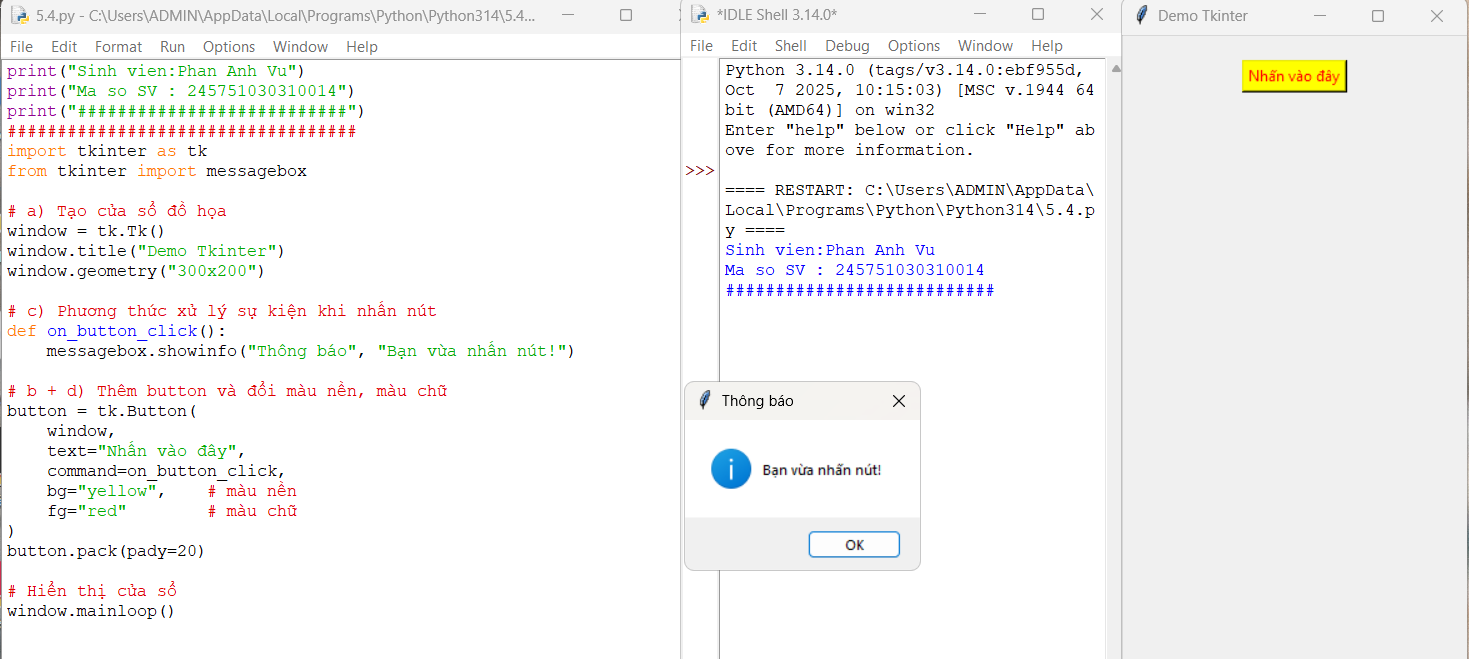 5.4.py - C:\Users\ADMIN\AppData\Local\Programs\Python\Python314\5.4...
File Edit Format Run Options Window Help
print("Sinh vien:Phan Anh Vu")
print("Ma so SV : 245751030310014")
print("###########################")
###################################
import tkinter as tk
from tkinter import messagebox
# a) Tạo cửa sổ đồ họa
window = tk.Tk()
window.title("Demo Tkinter")
window.geometry("300x200")
# c) Phương thức xử lý sự kiện khi nhấn nút
def on_button_click():
messagebox.showinfo("Thông báo", "Bạn vừa nhấn nút!")
# b + d) Thêm button và đổi màu nền, màu chữ
button = tk.Button(
window,
text="Nhấn vào đây",
command=on_button_click,
bg="yellow", # màu nền
fg="red" # màu chữ
)
button.pack(pady=20)
# Hiển thị cửa sổ
window.mainloop()
*IDLE Shell 3.14.0*
File Edit Shell Debug Options Window Help
Python 3.14.0 (tags/v3.14.0:ebf955d,
Oct 7 2025, 10:15:03) [MSC v.1944 64
bit (AMD64)] on win32
Enter "help" below or click "Help" ab
ove for more information.
>>>
==== RESTART: C:\Users\ADMIN\AppData\
Local\Programs\Python\Python314\5.4.p
y ====
Sinh vien:Phan Anh Vu
Ma so SV : 245751030310014
###########################
Thông báo
Bạn vừa nhấn nút!
OK
Demo Tkinter
Nhấn vào đây